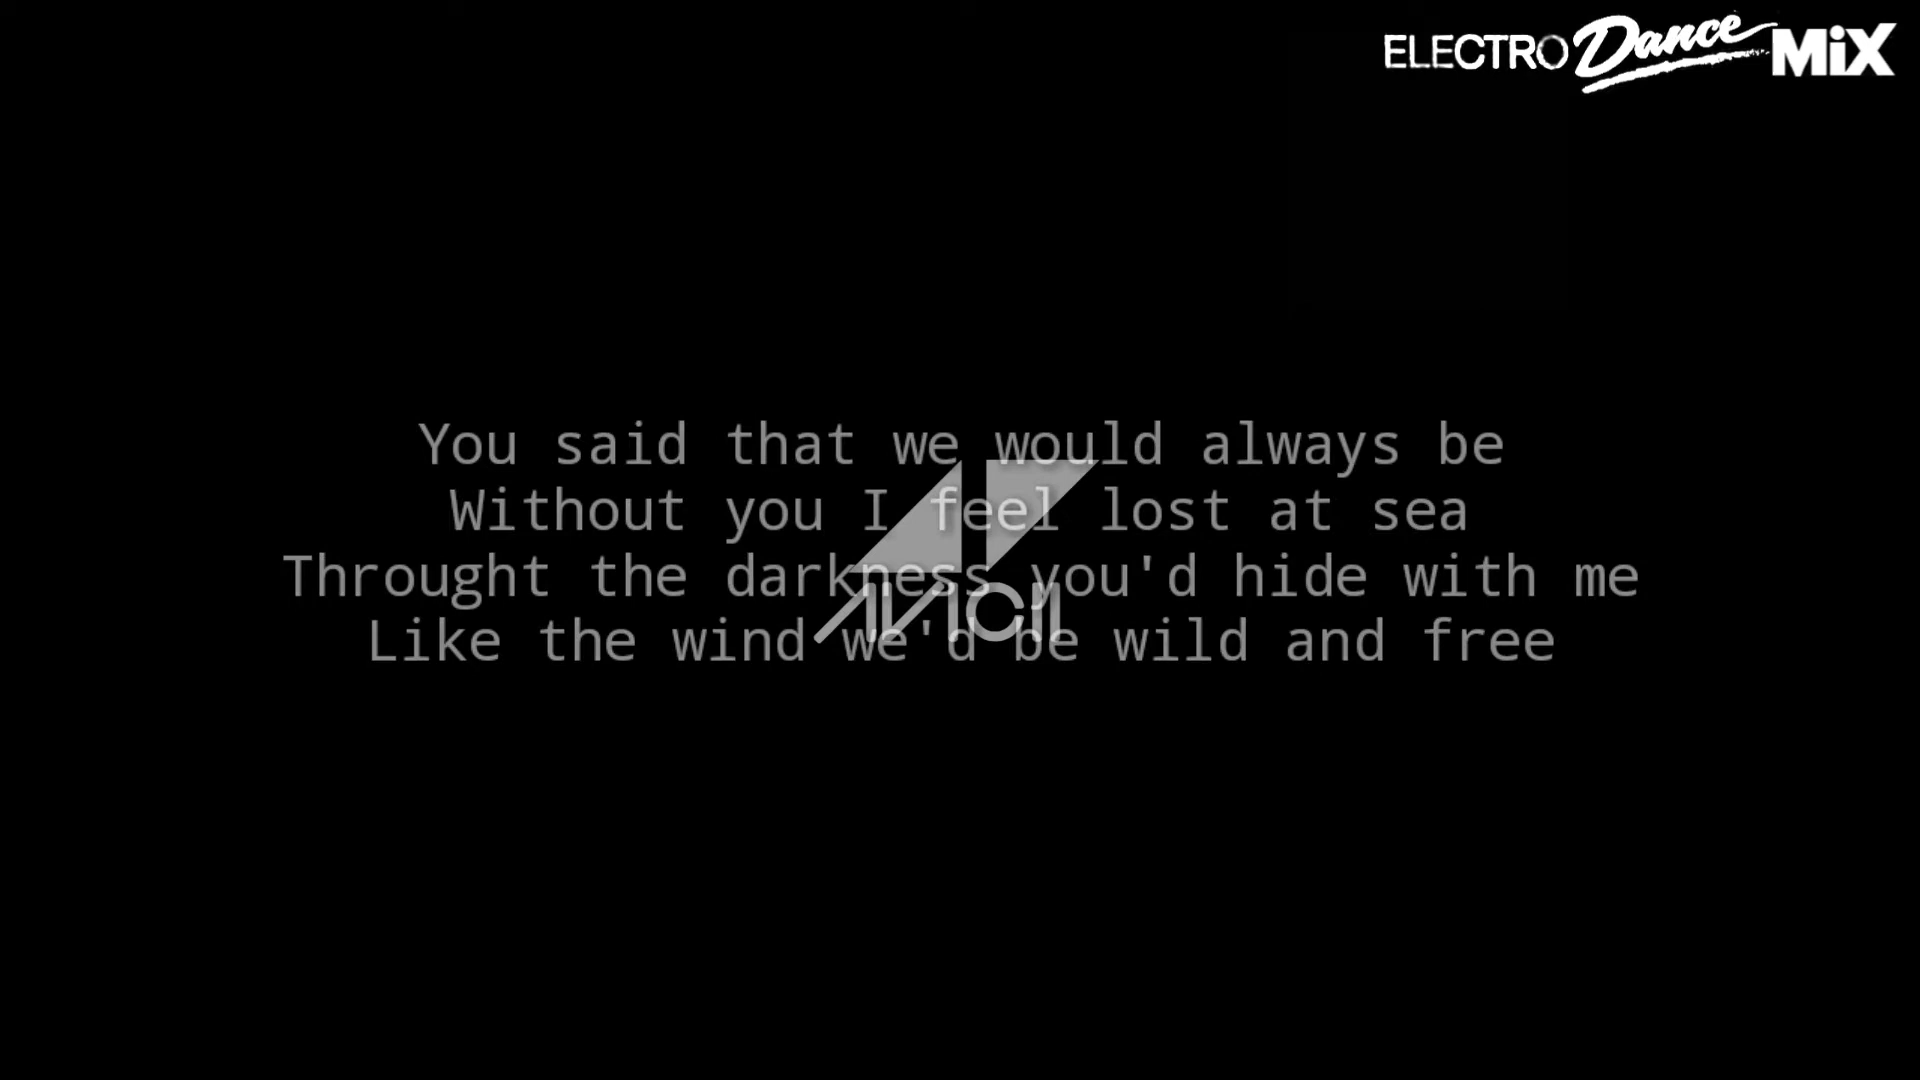 ELECTRO Dance MiX
You said that we would always be
Without you I feel lost at sea
Throught the darkness you'd hide with me
Like the wind we'd be wild and free
AVICII